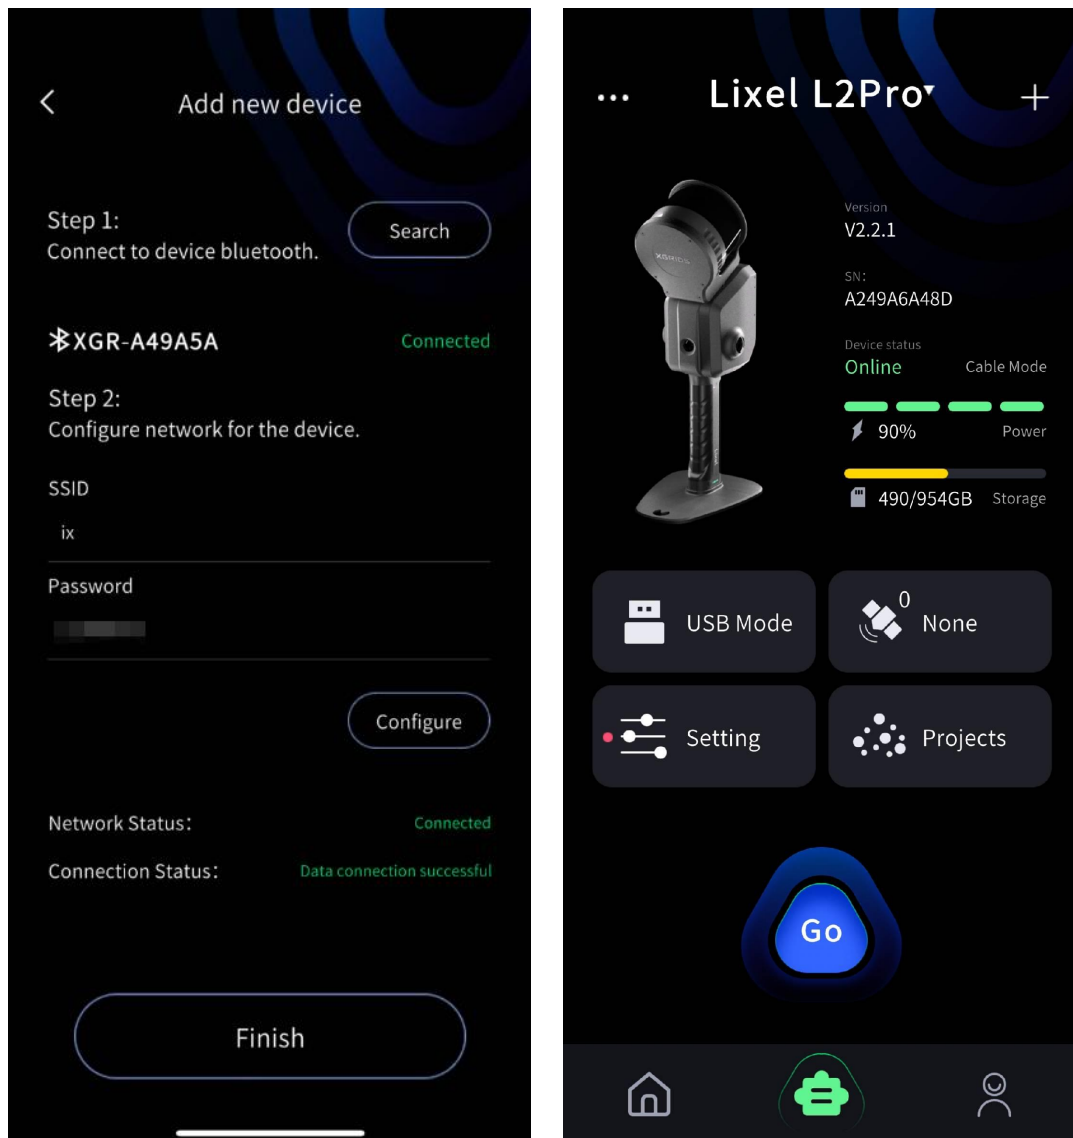 Add new device
Step 1:
Connect to device bluetooth.
Search
XGR-A49A5A
Connected
Step 2:
Configure network for the device.
SSID
ix
Password
Configure
Network Status:
Connected
Connection Status:
Data connection successful
Finish
Lixel L2Pro
XGRIDS
Version
V2.2.1
SN:
A249A6A48D
Device status
Online
Cable Mode
90%
Power
490/954GB
Storage
USB Mode
0
None
Setting
Projects
Go